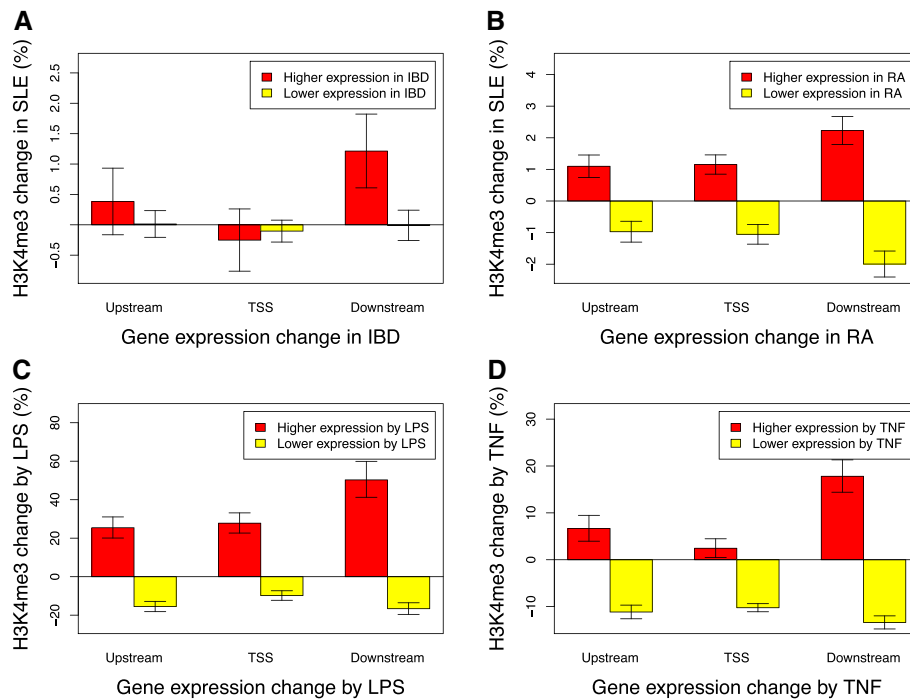 A
H3K4me3 change in SLE (%)
−0.5 0.5 1.0 1.5 2.0 2.5
Higher expression in IBD
Lower expression in IBD
Upstream TSS Downstream
Gene expression change in IBD
B
H3K4me3 change in SLE (%)
−2 −1 0 1 2 3 4
Higher expression in RA
Lower expression in RA
Upstream TSS Downstream
Gene expression change in RA
C
H3K4me3 change by LPS (%)
−20 0 20 40 60 80
Higher expression by LPS
Lower expression by LPS
Upstream TSS Downstream
Gene expression change by LPS
D
H3K4me3 change by TNF (%)
−10 0 10 20 30
Higher expression by TNF
Lower expression by TNF
Upstream TSS Downstream
Gene expression change by TNF